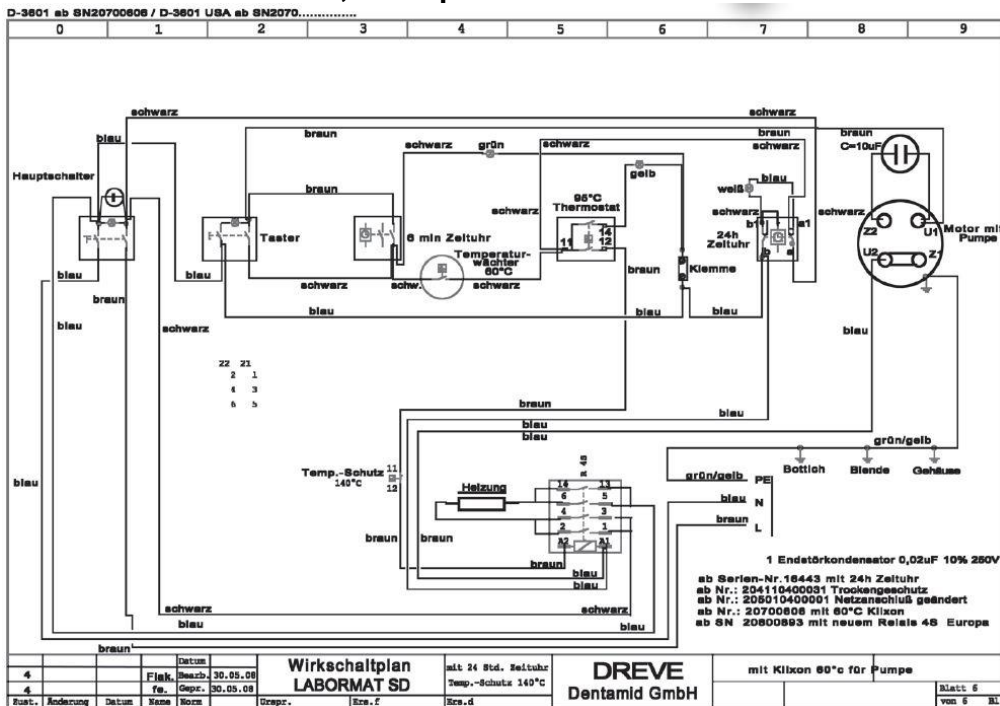 D-3601 ab SN20700606 / D-3601 USA ab SN2070...............
0 1 2 3 4 5 6 7 8 9
schwarz
schwarz
blau
braun
braun
braun
schwarz
grün
schwarz
schwarz
C=10uF
Hauptschalter
gelb
blau
weiß
braun
95°C
Thermostat
schwarz
schwarz
b1
a1
schwarz
Z2
U1
Motor mit
Pumpe
Taster
6 min Zeituhr
11
14
12
24h
Zeituhr
b
a
U2
Z1
Temperatur-
wächter
60°C
blau
blau
schwarz
schw.
schwarz
braun
Klemme
braun
blau
schwarz
blau
blau
blau
blau
22 21
2 1
4 3
6 5
braun
blau
blau
blau
grün/gelb
Bottich
Blende
Gehäuse
blau
Temp.-Schutz
140°C
11
12
K 4S
grün/gelb
PE
Heizung
14
13
blau
N
6
5
4
3
braun
L
2
1
braun
braun
A2
A1
braun
blau
blau
1 Endstörkondensator 0,02uF 10% 250V
ab Serien-Nr.16443 mit 24h Zeituhr
ab Nr.: 204110400031 Trockengeschutz
ab Nr.: 205010400001 Netzanschluß geändert
ab Nr.: 20700606 mit 60°C Klixon
ab SN 20800893 mit neuem Relais 4S Europa
schwarz
schwarz
blau
blau
braun
Datum
Wirkschaltplan
LABORMAT SD
mit 24 Std. Zeituhr
Temp.-Schutz 140°C
DREVE
Dentamid GmbH
mit Klixon 60°c für Pumpe
4
Flak.
Bearb.
30.05.08
4
fe.
Gepr.
30.05.08
Blatt 6
Zust.
Änderung
Datum
Name
Norm
Urspr.
Ers.f
Ers.d
von 6 Bl